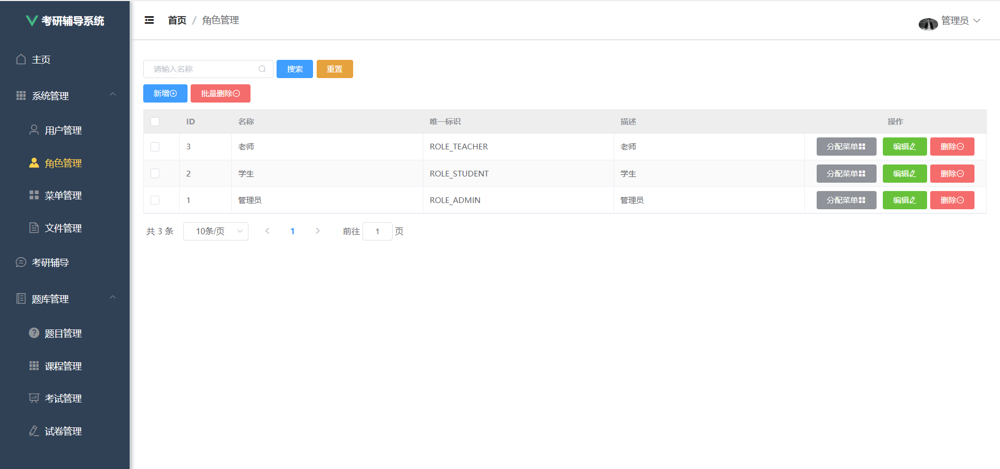 考研辅导系统
主页
系统管理
用户管理
角色管理
菜单管理
文件管理
考研辅导
题库管理
题目管理
课程管理
考试管理
试卷管理
首页 / 角色管理
管理员
请输入名称 搜索 重置
新增 批量删除
ID 名称 唯一标识 描述 操作
3 老师 ROLE_TEACHER 老师 分配菜单 编辑 删除
2 学生 ROLE_STUDENT 学生 分配菜单 编辑 删除
1 管理员 ROLE_ADMIN 管理员 分配菜单 编辑 删除
共 3 条 10条/页 1 前往 1 页